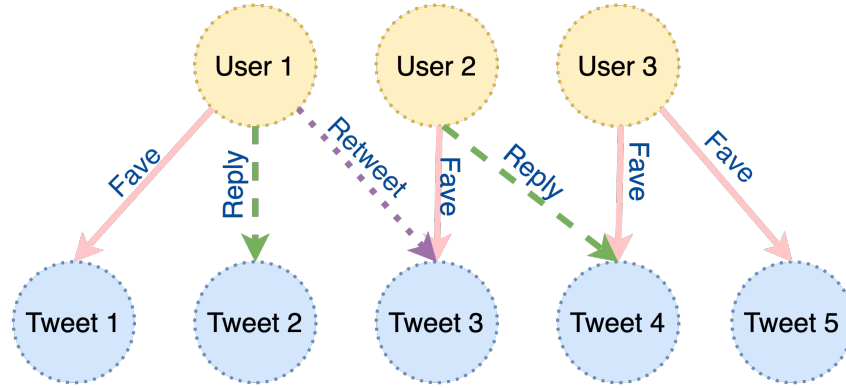 User 1
User 2
User 3
Fave
Reply
Retweet
Fave
Reply
Fave
Fave
Tweet 1
Tweet 2
Tweet 3
Tweet 4
Tweet 5